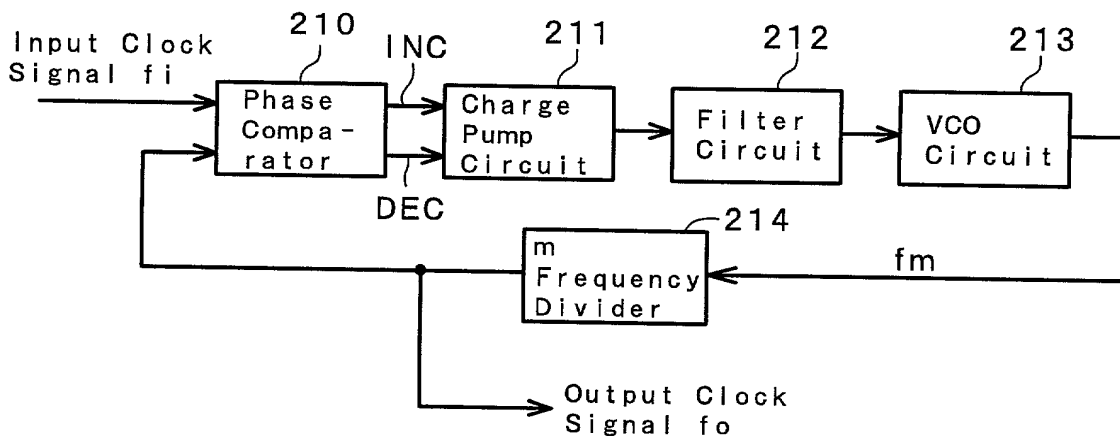 210
INC
211
212
213
Input Clock
Signal fi
Phase
Compa-
rator
Charge
Pump
Circuit
Filter
Circuit
VCO
Circuit
DEC
214
m
Frequency
Divider
fm
Output Clock
Signal fo